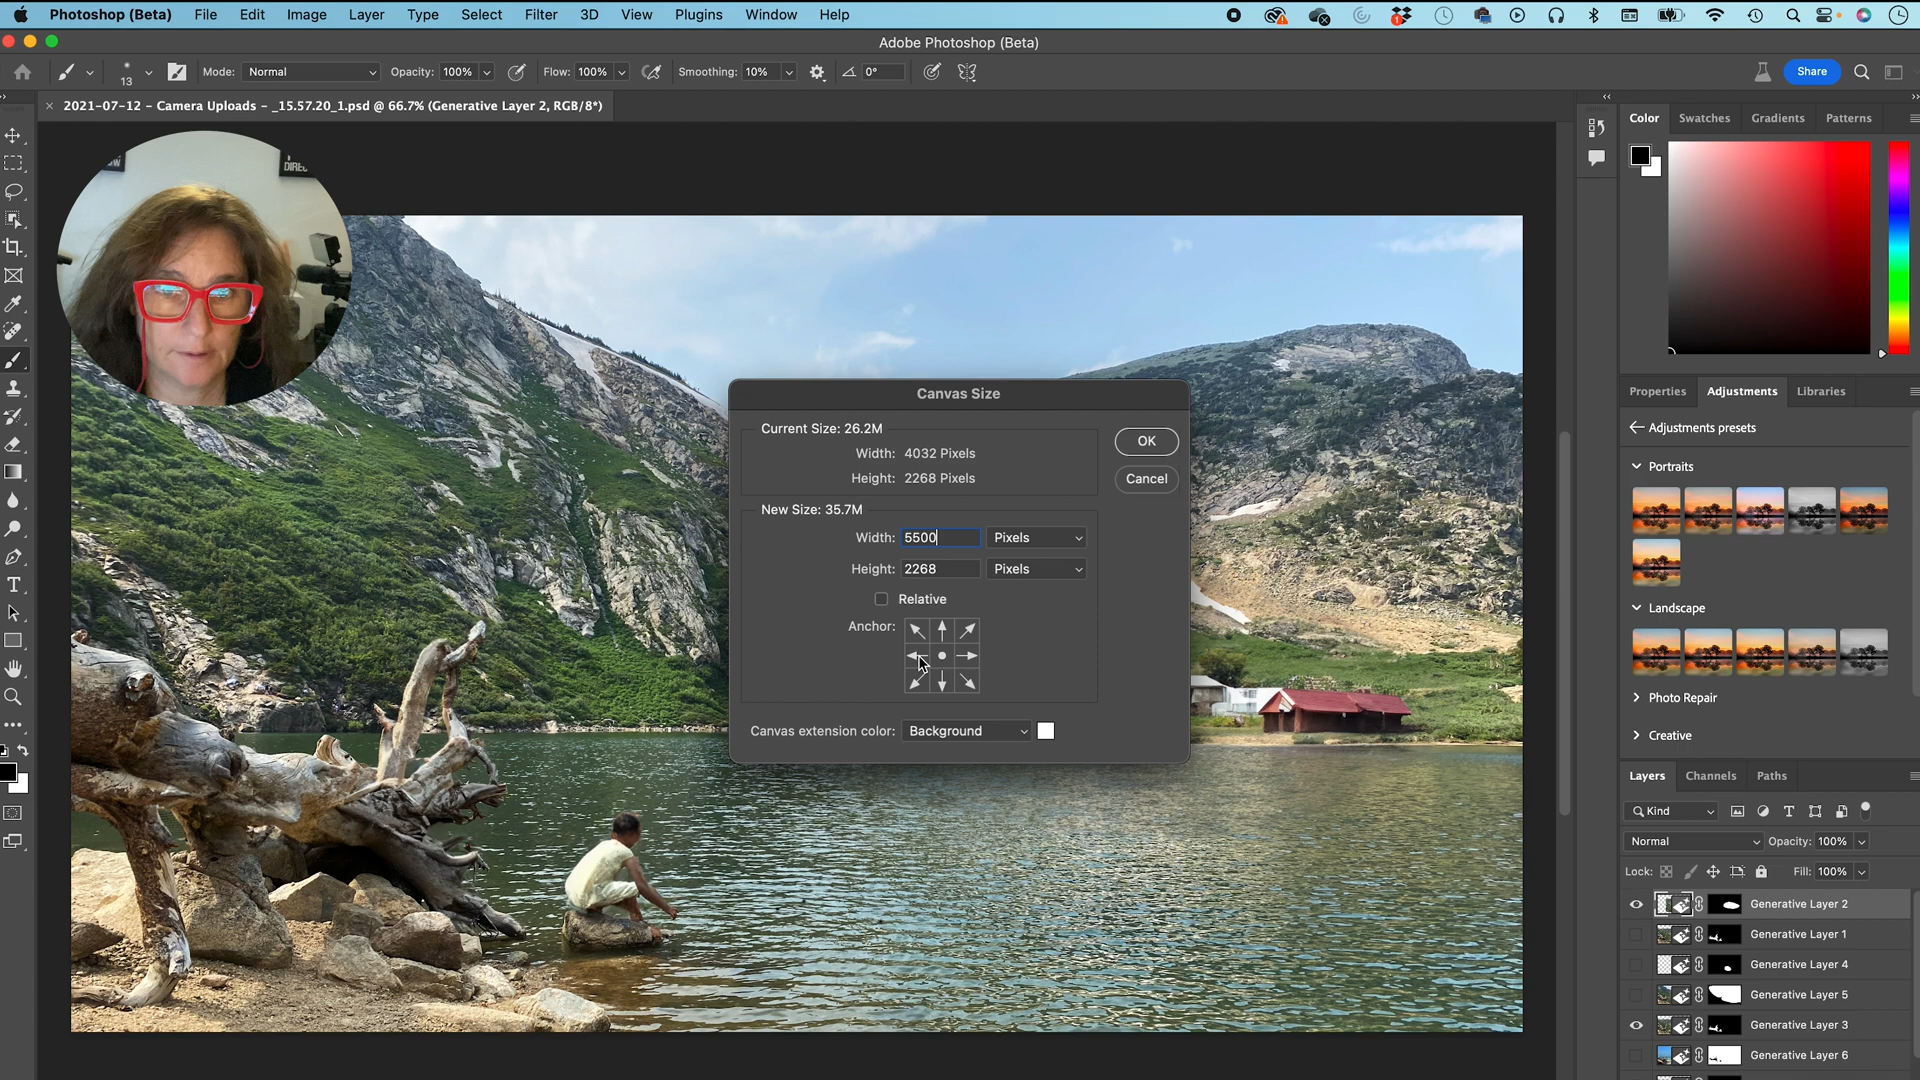 Photoshop (Beta) File Edit Image Layer Type Select Filter 3D View Plugins Window Help
1
Adobe Photoshop (Beta)
13 Mode: Normal Opacity: 100% Flow: 100% Smoothing: 10% 0° Share
× 2021-07-12 - Camera Uploads - _15.57.20_1.psd @ 66.7% (Generative Layer 2, RGB/8*)
Color Swatches Gradients Patterns
Canvas Size
Current Size: 26.2M
OK
Width: 4032 Pixels
Height: 2268 Pixels
Cancel
New Size: 35.7M
Width: 5500 Pixels
Height: 2268 Pixels
Relative
Anchor:
Canvas extension color: Background
Properties Adjustments Libraries
Adjustments presets
Portraits
Landscape
Photo Repair
Creative
Layers Channels Paths
Kind
Normal Opacity: 100%
Lock: Fill: 100%
Generative Layer 2
Generative Layer 1
Generative Layer 4
Generative Layer 5
Generative Layer 3
Generative Layer 6